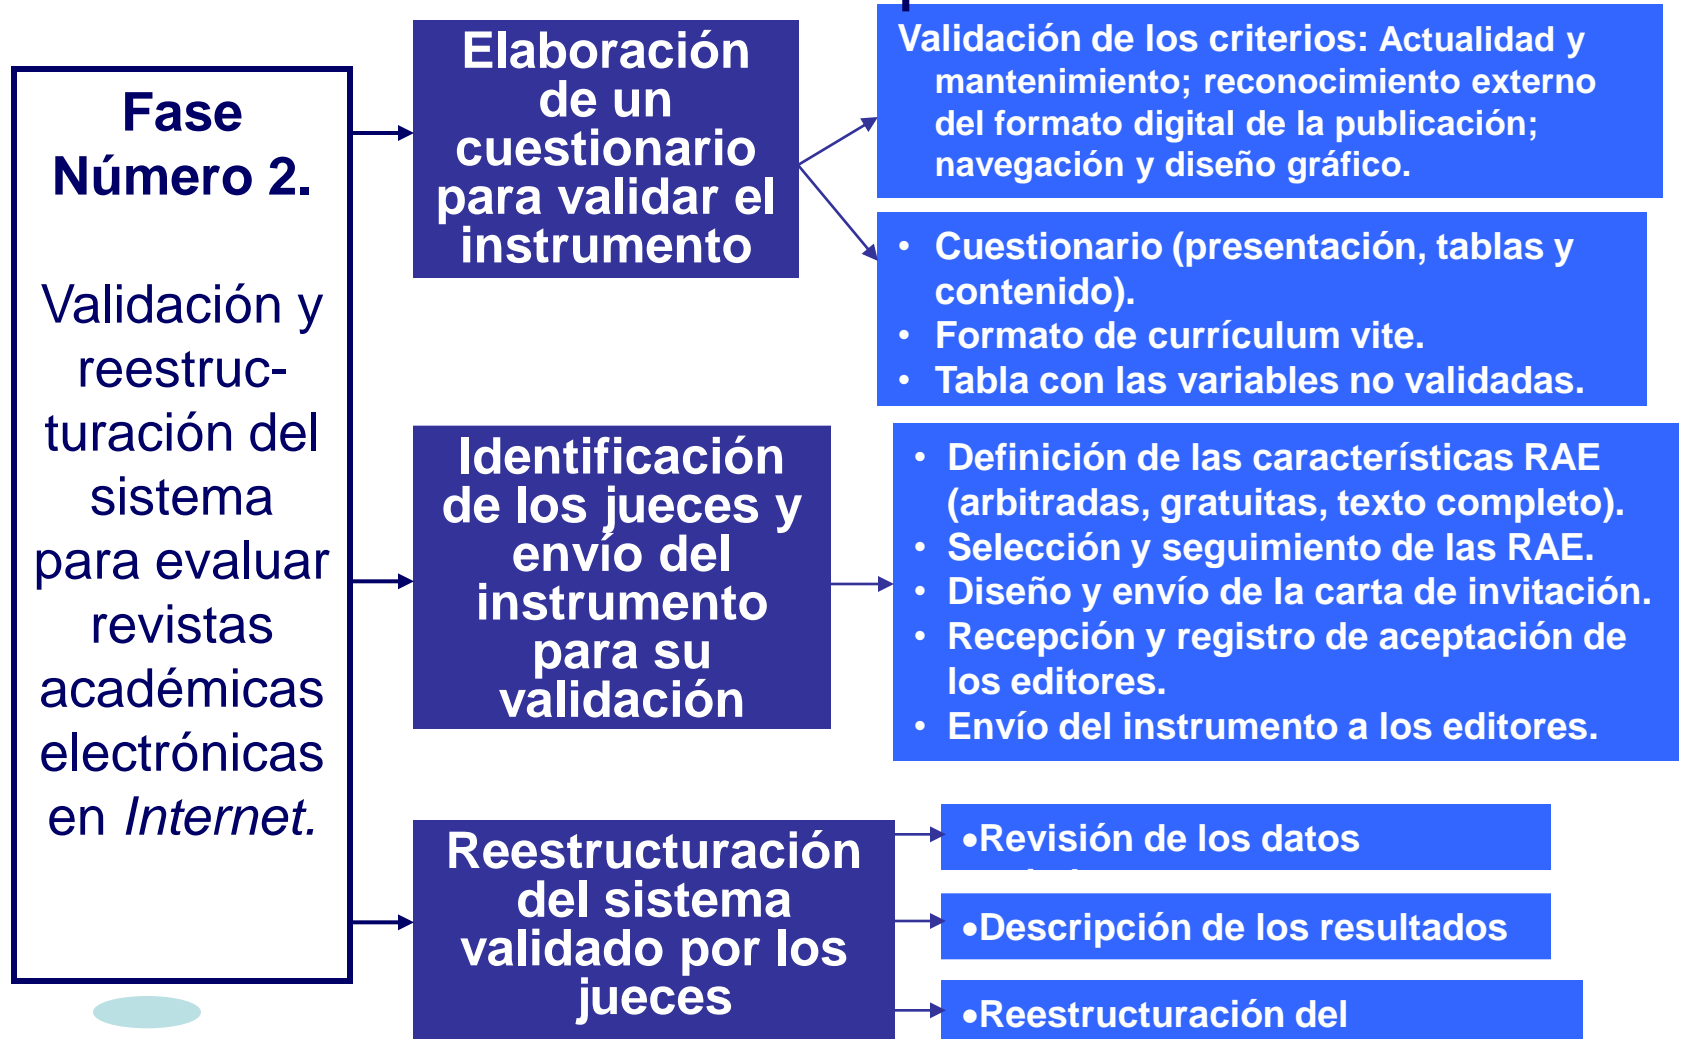 Fase
Número 2.
Validación y
reestruc-
turación del
sistema
para evaluar
revistas
académicas
electrónicas
en Internet.
Elaboración
de un
cuestionario
para validar el
instrumento
Validación de los criterios: Actualidad y
mantenimiento; reconocimiento externo
del formato digital de la publicación;
navegación y diseño gráfico.
• Cuestionario (presentación, tablas y
contenido).
• Formato de currículum vite.
• Tabla con las variables no validadas.
Identificación
de los jueces y
envío del
instrumento
para su
validación
• Definición de las características RAE
(arbitradas, gratuitas, texto completo).
• Selección y seguimiento de las RAE.
• Diseño y envío de la carta de invitación.
• Recepción y registro de aceptación de
los editores.
• Envío del instrumento a los editores.
Reestructuración
del sistema
validado por los
jueces
•Revisión de los datos
•Descripción de los resultados
•Reestructuración del